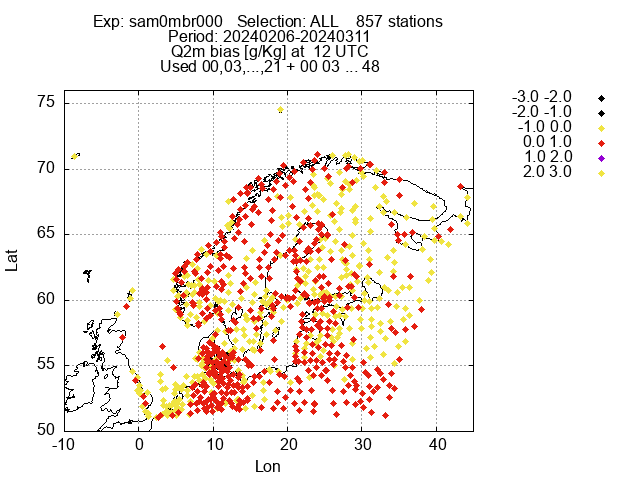 Exp: sam0mbr000   Selection: ALL    857 stations
Period: 20240206-20240311
Q2m bias [g/Kg] at  12 UTC
Used 00,03,...,21 + 00 03 ... 48
-3.0 -2.0
-2.0 -1.0
-1.0 0.0
0.0 1.0
1.0 2.0
2.0 3.0
75
70
65
60
55
50
Lat
-10 0 10 20 30 40
Lon